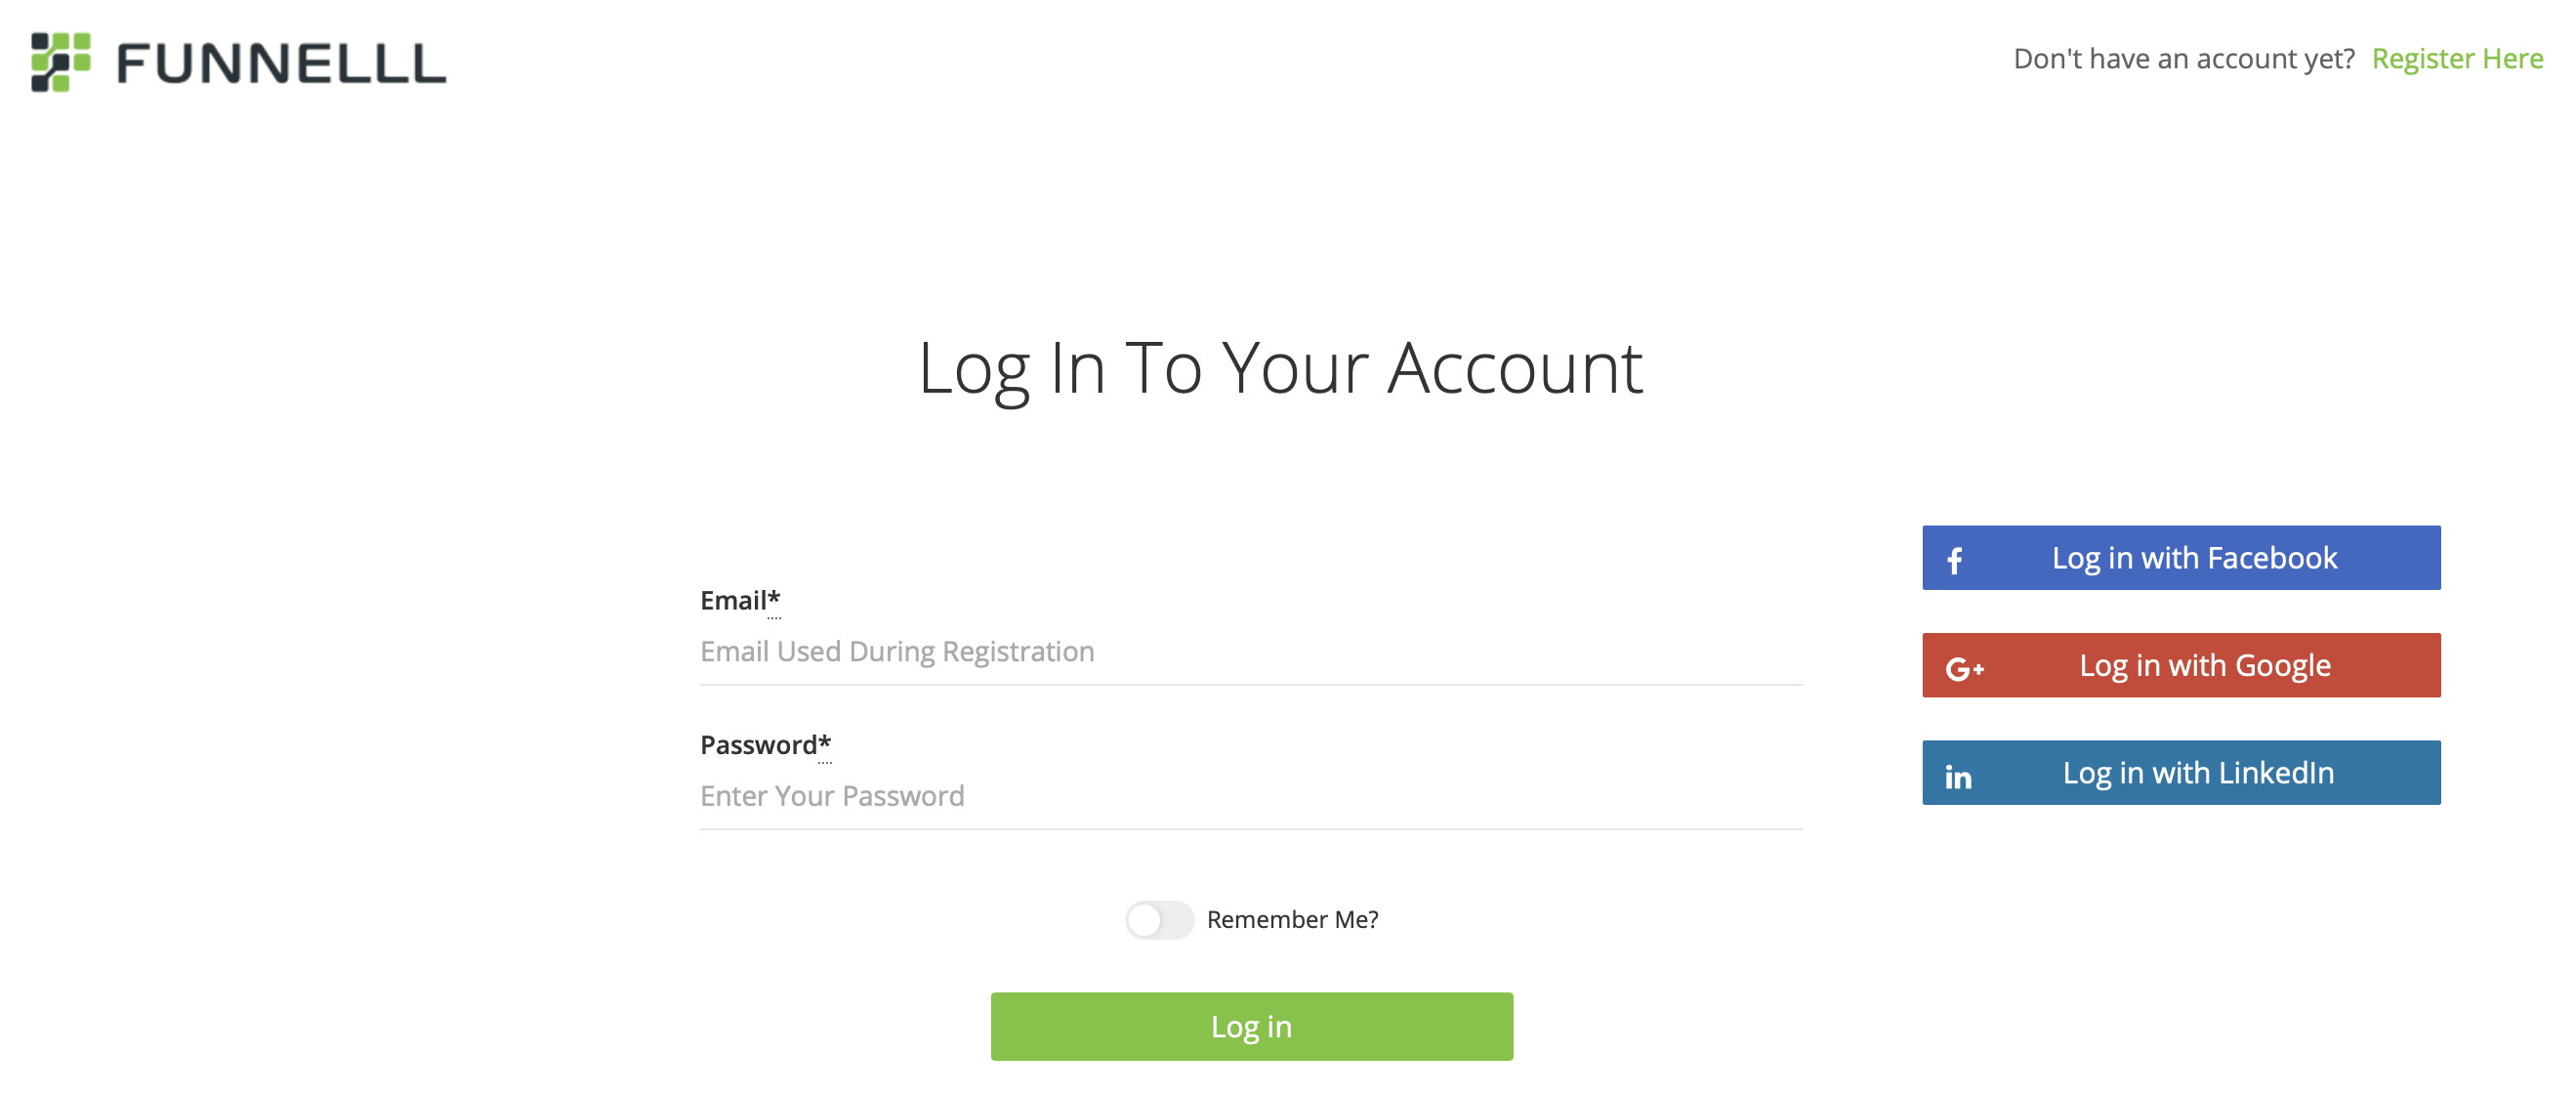 FUNNELLL
Don't have an account yet? Register Here
Log In To Your Account
Email*
Email Used During Registration
Password*
Enter Your Password
Remember Me?
Log in
f Log in with Facebook
G+ Log in with Google
in Log in with LinkedIn